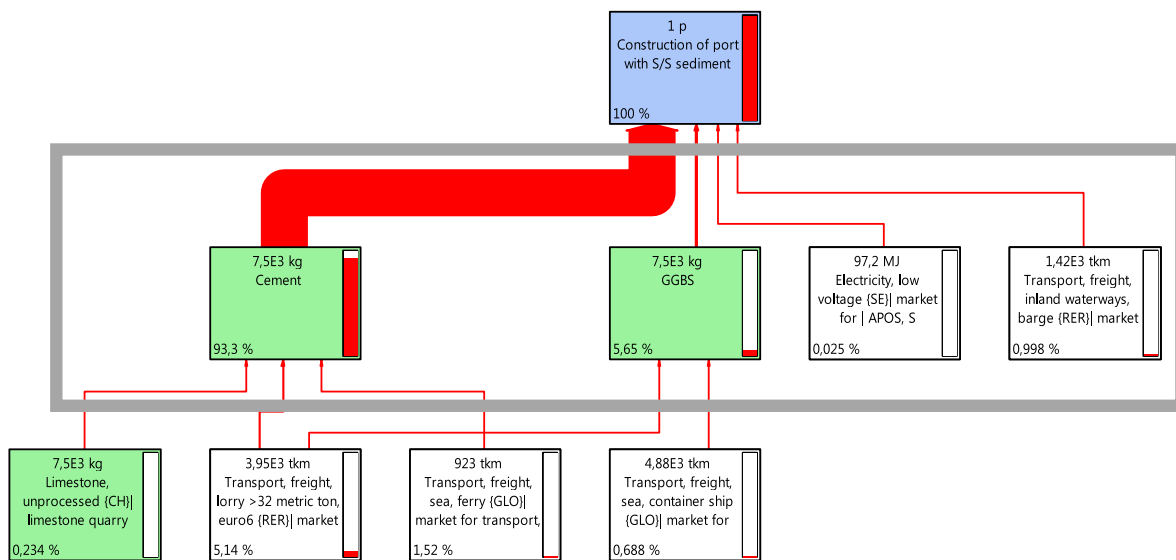 1 p
Construction of port
with S/S sediment
100 %
7,5E3 kg
Cement
93,3 %
7,5E3 kg
GGBS
5,65 %
97,2 MJ
Electricity, low
voltage {SE}| market
for | APOS, S
0,025 %
1,42E3 tkm
Transport, freight,
inland waterways,
barge {RER}| market
0,998 %
7,5E3 kg
Limestone,
unprocessed {CH}|
limestone quarry
0,234 %
3,95E3 tkm
Transport, freight,
lorry >32 metric ton,
euro6 {RER}| market
5,14 %
923 tkm
Transport, freight,
sea, ferry {GLO}|
market for transport,
1,52 %
4,88E3 tkm
Transport, freight,
sea, container ship
{GLO}| market for
0,688 %